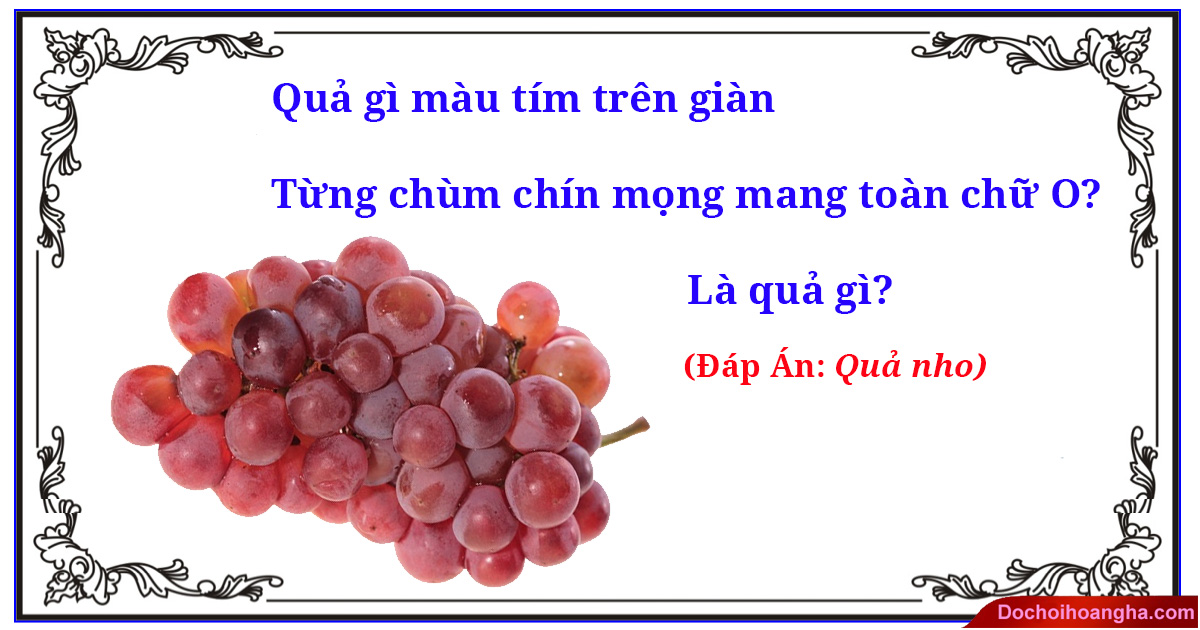 Quả gì màu tím trên giàn
Từng chùm chín mọng mang toàn chữ O?
Là quả gì?
(Đáp Án: Quả nho)
Dochoihoangha.com